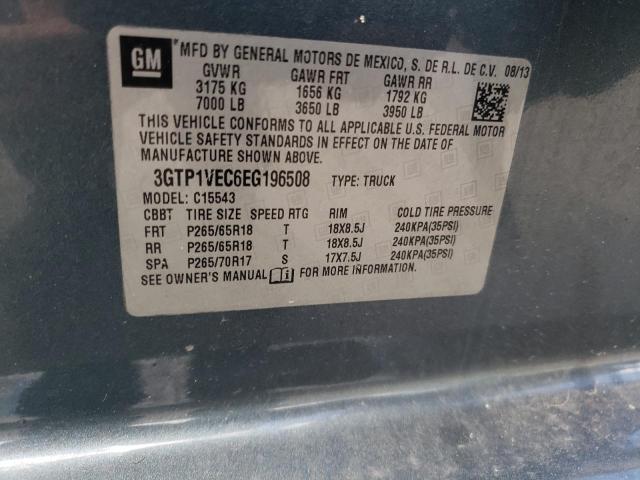 GM
*MFD BY GENERAL MOTORS DE MEXICO, S. DE R.L. DE C.V. 08/13
GVWR GAWR FRT GAWR RR
3175 KG 1656 KG 1792 KG
7000 LB 3650 LB 3950 LB
THIS VEHICLE CONFORMS TO ALL APPLICABLE U.S. FEDERAL MOTOR
VEHICLE SAFETY STANDARDS IN EFFECT ON THE DATE OF
MANUFACTURE SHOWN ABOVE.
3GTP1VEC6EG196508 TYPE: TRUCK
MODEL: C15543
CBBT TIRE SIZE SPEED RTG RIM COLD TIRE PRESSURE
FRT P265/65R18 T 18X8.5J 240KPA(35PSI)
RR P265/65R18 T 18X8.5J 240KPA(35PSI)
SPA P265/70R17 S 17X7.5J 240KPA(35PSI)
SEE OWNER'S MANUAL FOR MORE INFORMATION.